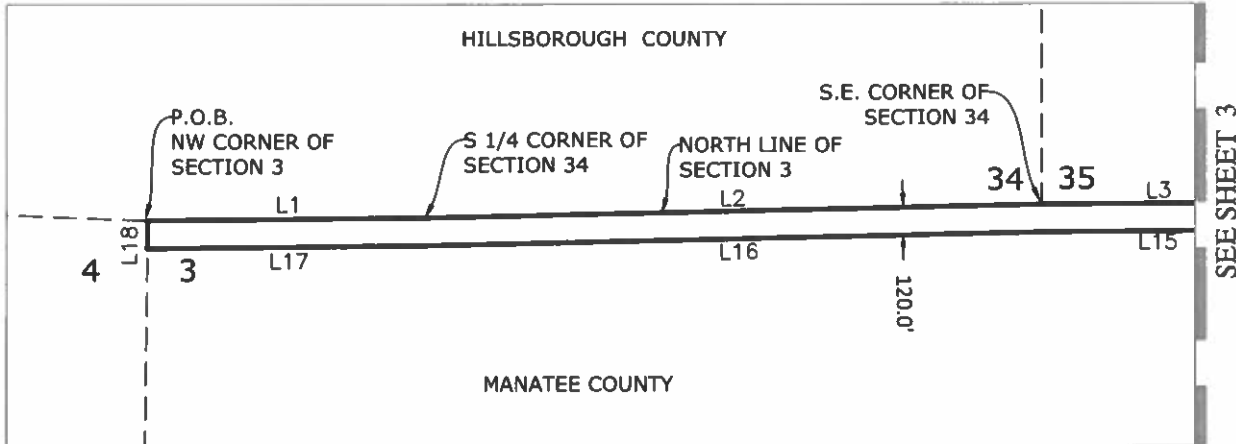 HILLSBOROUGH COUNTY
P.O.B.
NW CORNER OF
SECTION 3
S 1/4 CORNER OF
SECTION 34
NORTH LINE OF
SECTION 3
S.E. CORNER OF
SECTION 34
34
35
L1
L2
L3
L18
4
3
L17
L16
L15
120.0'
MANATEE COUNTY
SEE SHEET 3